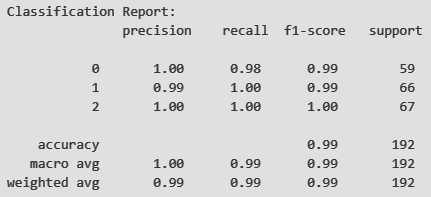 Classification Report:
precision recall f1-score support
0 1.00 0.98 0.99 59
1 0.99 1.00 0.99 66
2 1.00 1.00 1.00 67
accuracy 0.99 192
macro avg 1.00 0.99 0.99 192
weighted avg 0.99 0.99 0.99 192